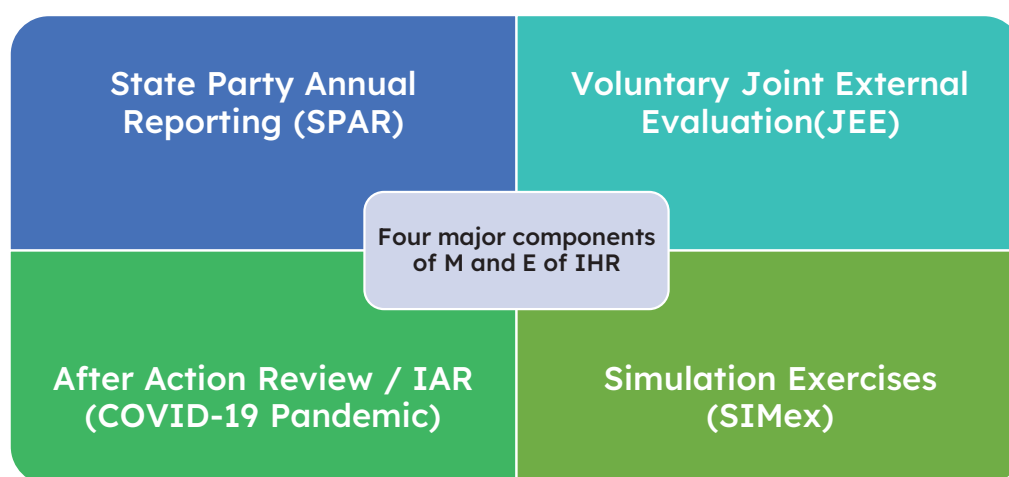 State Party Annual
Reporting (SPAR)
Voluntary Joint External
Evaluation(JEE)
Four major components
of M and E of IHR
After Action Review / IAR
(COVID-19 Pandemic)
Simulation Exercises
(SIMex)